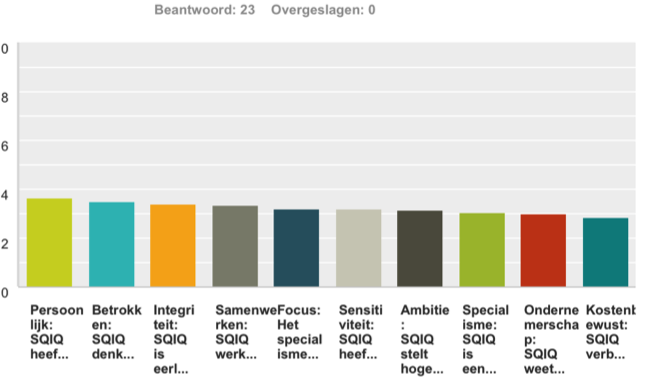 Beantwoord: 23 Overgeslagen: 0
0
8
6
4
2
0
Persoon
lijk:
SQIQ
heef...
Betrokk
en:
SQIQ
denk...
Integri
teit:
SQIQ
is
eerl...
Samenwe
rken:
SQIQ
werk...
Focus:
Het
special
isme...
Sensiti
viteit:
SQIQ
heef...
Ambitie
:
SQIQ
stelt
hoge...
Special
isme:
SQIQ
is
een...
Onderne
merscha
p:
SQIQ
weet...
Kostenb
ewust:
SQIQ
verb...